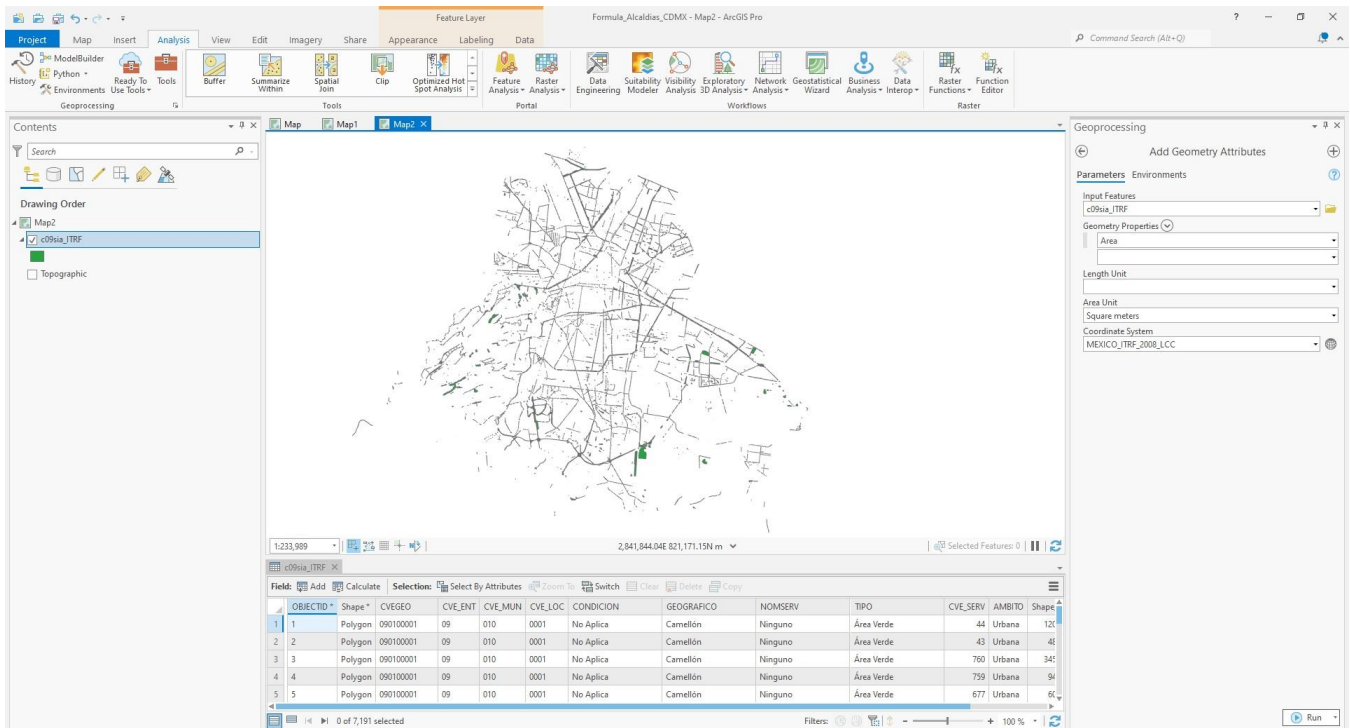 Feature Layer
Formula_Alcaldias_CDMX - Map2 - ArcGIS Pro
?
Project Map Insert Analysis View Edit Imagery Share Appearance Labeling Data
Command Search (Alt+Q)
History
ModelBuilder
Python
Environments
Ready To Use Tools
Tools
Buffer
Summarize Within
Spatial Join
Clip
Optimized Hot Spot Analysis
Feature Analysis
Raster Analysis
Data Engineering
Suitability Modeler
Visibility Analysis
Exploratory 3D Analysis
Network Analysis
Geostatistical Wizard
Business Analysis
Data Interop
Raster Functions
Function Editor
Geoprocessing Tools Portal Workflows Raster
Contents
Search
Drawing Order
Map2
c09sia_ITRF
Topographic
Map Map1 Map2
1:233,989
2,841,844.04E 821,171.15N m
Selected Features: 0
c09sia_ITRF
Field: Add Calculate Selection: Select By Attributes Zoom To Switch Clear Delete Copy
OBJECTID * Shape * CVEGEO CVE_ENT CVE_MUN CVE_LOC CONDICION GEOGRAFICO NOMSERV TIPO CVE_SERV AMBITO Shape
1 1 Polygon 090100001 09 010 0001 No Aplica Camellón Ninguno Área Verde 44 Urbana 120
2 2 Polygon 090100001 09 010 0001 No Aplica Camellón Ninguno Área Verde 43 Urbana 48
3 3 Polygon 090100001 09 010 0001 No Aplica Camellón Ninguno Área Verde 760 Urbana 345
4 4 Polygon 090100001 09 010 0001 No Aplica Camellón Ninguno Área Verde 759 Urbana 94
5 5 Polygon 090100001 09 010 0001 No Aplica Camellón Ninguno Área Verde 677 Urbana 60
0 of 7,191 selected
Filters:
100 %
Geoprocessing
Add Geometry Attributes
Parameters Environments
?
Input Features
c09sia_ITRF
Geometry Properties
Area
Length Unit
Area Unit
Square meters
Coordinate System
MEXICO_ITRF_2008_LCC
Run